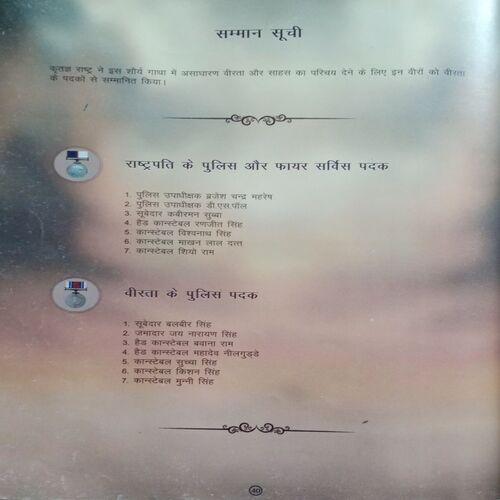 सम्मान सूची
कृतज्ञ राष्ट्र ने इस शौर्य गाथा में असाधारण वीरता और साहस का परिचय देने के लिए इन वीरों को वीरता
के पदकों से सम्मानित किया।
राष्ट्रपति के पुलिस और फायर सर्विस पदक
1. पुलिस उपाधीक्षक ब्रजेश चन्द्र महरेष
2. पुलिस उपाधीक्षक डी.एस.पॉल
3. सूबेदार कबीरमन सुब्बा
4. हैड कान्स्टेबल रणजीत सिंह
5. कान्स्टेबल विश्वनाथ सिंह
6. कान्स्टेबल माखन लाल दत्त
7. कान्स्टेबल शियो राम
वीरता के पुलिस पदक
1. सूबेदार बलबीर सिंह
2. जमादार जय नारायण सिंह
3. हैड कान्स्टेबल बवाना राम
4. हैड कान्स्टेबल महादेव नीलगुड्डे
5. कान्स्टेबल सुच्चा सिंह
6. कान्स्टेबल किशन सिंह
7. कान्स्टेबल मुन्नी सिंह
40